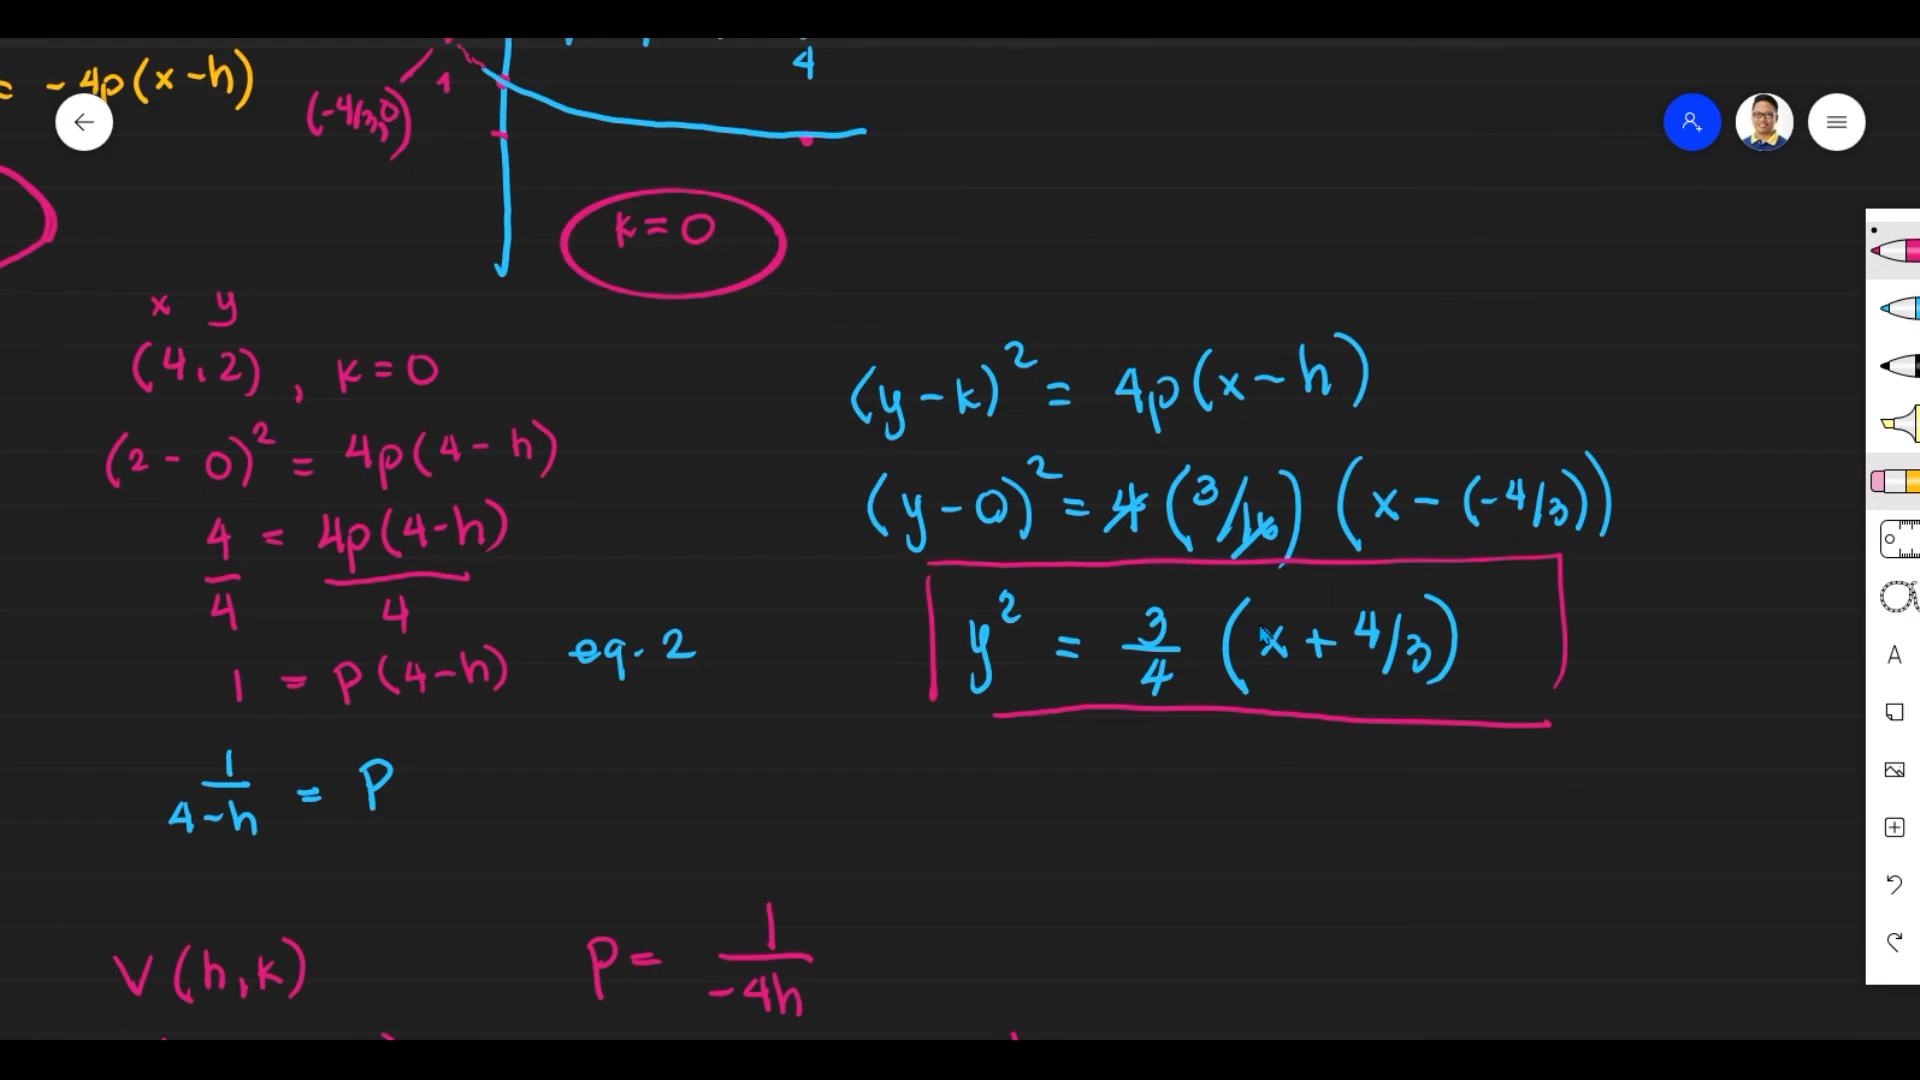 = -4p(x-h)
4
1
(-4/3,0)
k = 0
x y
(4,2), k = 0
(2-0)² = 4p(4-h)
4 = 4p(4-h)
4 4
1 = p(4-h) eq. 2
1
4-h = P
V(h,k) P = 1
-4h
(y-k)² = 4p(x-h)
(y-0)² = 4(3/16)(x-(-4/3))
y² = 3/4 (x + 4/3)
A